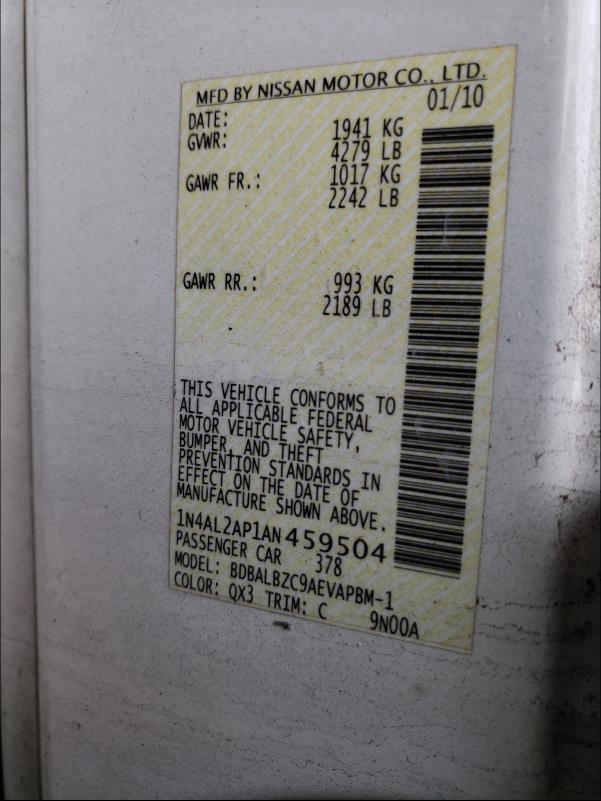 MFD BY NISSAN MOTOR CO., LTD.
DATE: 01/10
GVWR: 1941 KG
4279 LB
GAWR FR.: 1017 KG
2242 LB
GAWR RR.: 993 KG
2189 LB
THIS VEHICLE CONFORMS TO
ALL APPLICABLE FEDERAL
MOTOR VEHICLE SAFETY,
BUMPER, AND THEFT
PREVENTION STANDARDS IN
EFFECT ON THE DATE OF
MANUFACTURE SHOWN ABOVE.
1N4AL2AP1AN459504
PASSENGER CAR 378
MODEL: BDBALBZC9AEVAPBM-1
COLOR: QX3 TRIM: C 9N00A